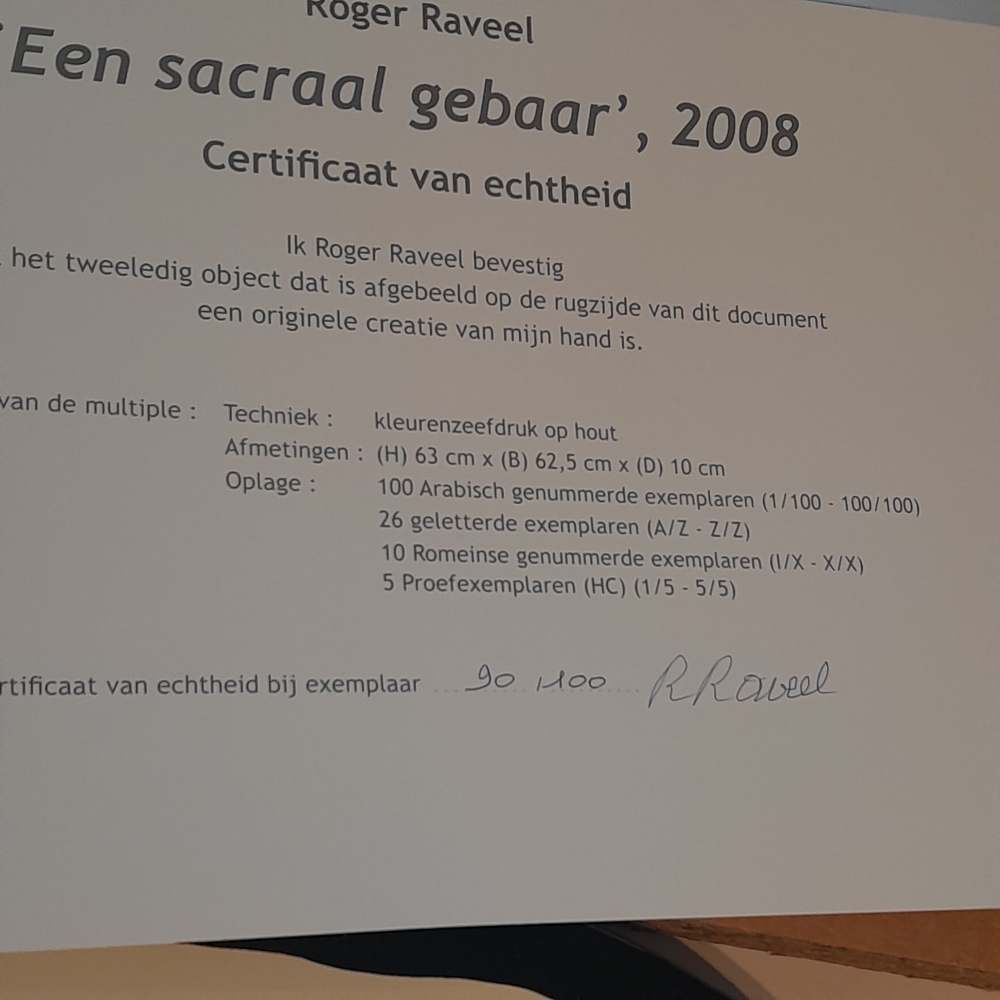 Roger Raveel
‘Een sacraal gebaar’, 2008
Certificaat van echtheid
Ik Roger Raveel bevestig
het tweeledig object dat is afgebeeld op de rugzijde van dit document
een originele creatie van mijn hand is.
van de multiple : Techniek : kleurenzeefdruk op hout
Afmetingen : (H) 63 cm x (B) 62,5 cm x (D) 10 cm
Oplage : 100 Arabisch genummerde exemplaren (1/100 - 100/100)
26 geletterde exemplaren (A/Z - Z/Z)
10 Romeinse genummerde exemplaren (I/X - X/X)
5 Proefexemplaren (HC) (1/5 - 5/5)
rtificaat van echtheid bij exemplaar 90/100 RRaveel